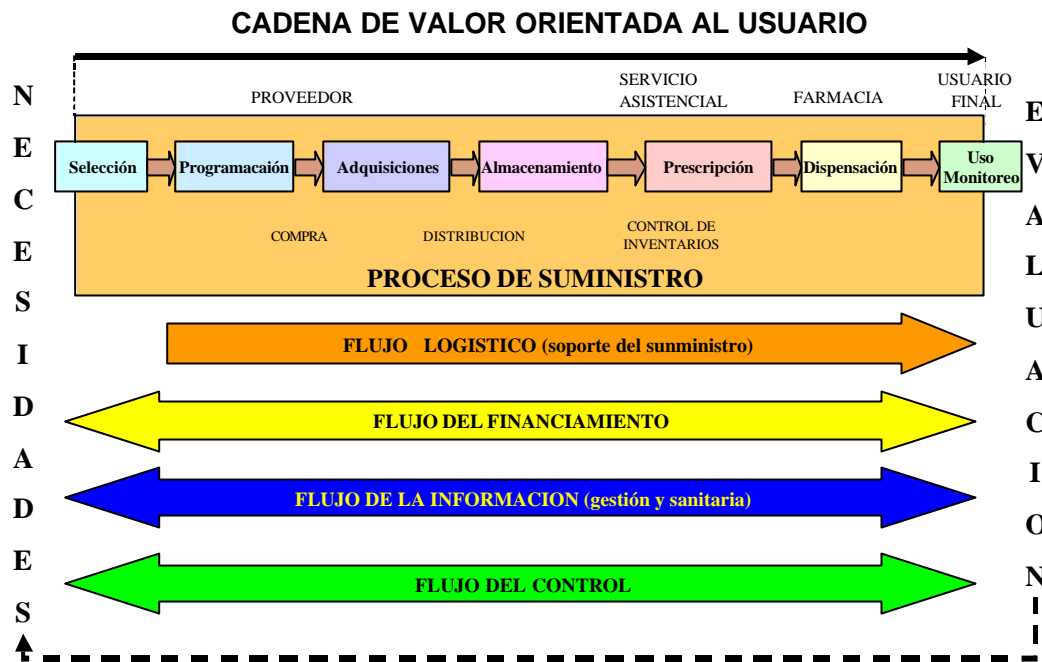 CADENA DE VALOR ORIENTADA AL USUARIO
SERVICIO
ASISTENCIAL
USUARIO
FINAL
PROVEEDOR
FARMACIA
N
E
C
E
S
I
D
A
D
E
S
Selección
Programacaión
Adquisiciones
Almacenamiento
Prescripción
Dispensación
Uso
Monitoreo
COMPRA
DISTRIBUCION
CONTROL DE
INVENTARIOS
PROCESO DE SUMINISTRO
FLUJO LOGISTICO (soporte del sunministro)
FLUJO DEL FINANCIAMIENTO
FLUJO DE LA INFORMACION (gestión y sanitaria)
FLUJO DEL CONTROL
E
V
A
L
U
A
C
I
O
N